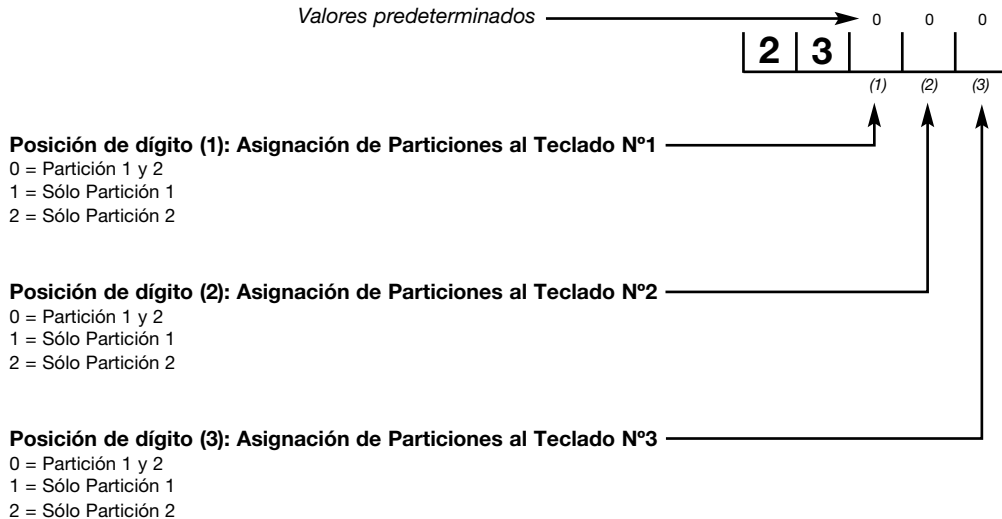 Valores predeterminados 0 0 0
2 3
(1) (2) (3)
Posición de dígito (1): Asignación de Particiones al Teclado Nº1
0 = Partición 1 y 2
1 = Sólo Partición 1
2 = Sólo Partición 2
Posición de dígito (2): Asignación de Particiones al Teclado Nº2
0 = Partición 1 y 2
1 = Sólo Partición 1
2 = Sólo Partición 2
Posición de dígito (3): Asignación de Particiones al Teclado Nº3
0 = Partición 1 y 2
1 = Sólo Partición 1
2 = Sólo Partición 2